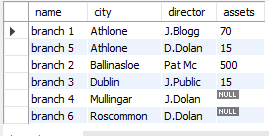 name city director assets
branch 1 Athlone J.Blogg 70
branch 5 Athlone D.Dolan 15
branch 2 Ballinasloe Pat Mc 500
branch 3 Dublin J.Public 15
branch 4 Mullingar J.Dolan NULL
branch 6 Roscommon D.Dolan NULL